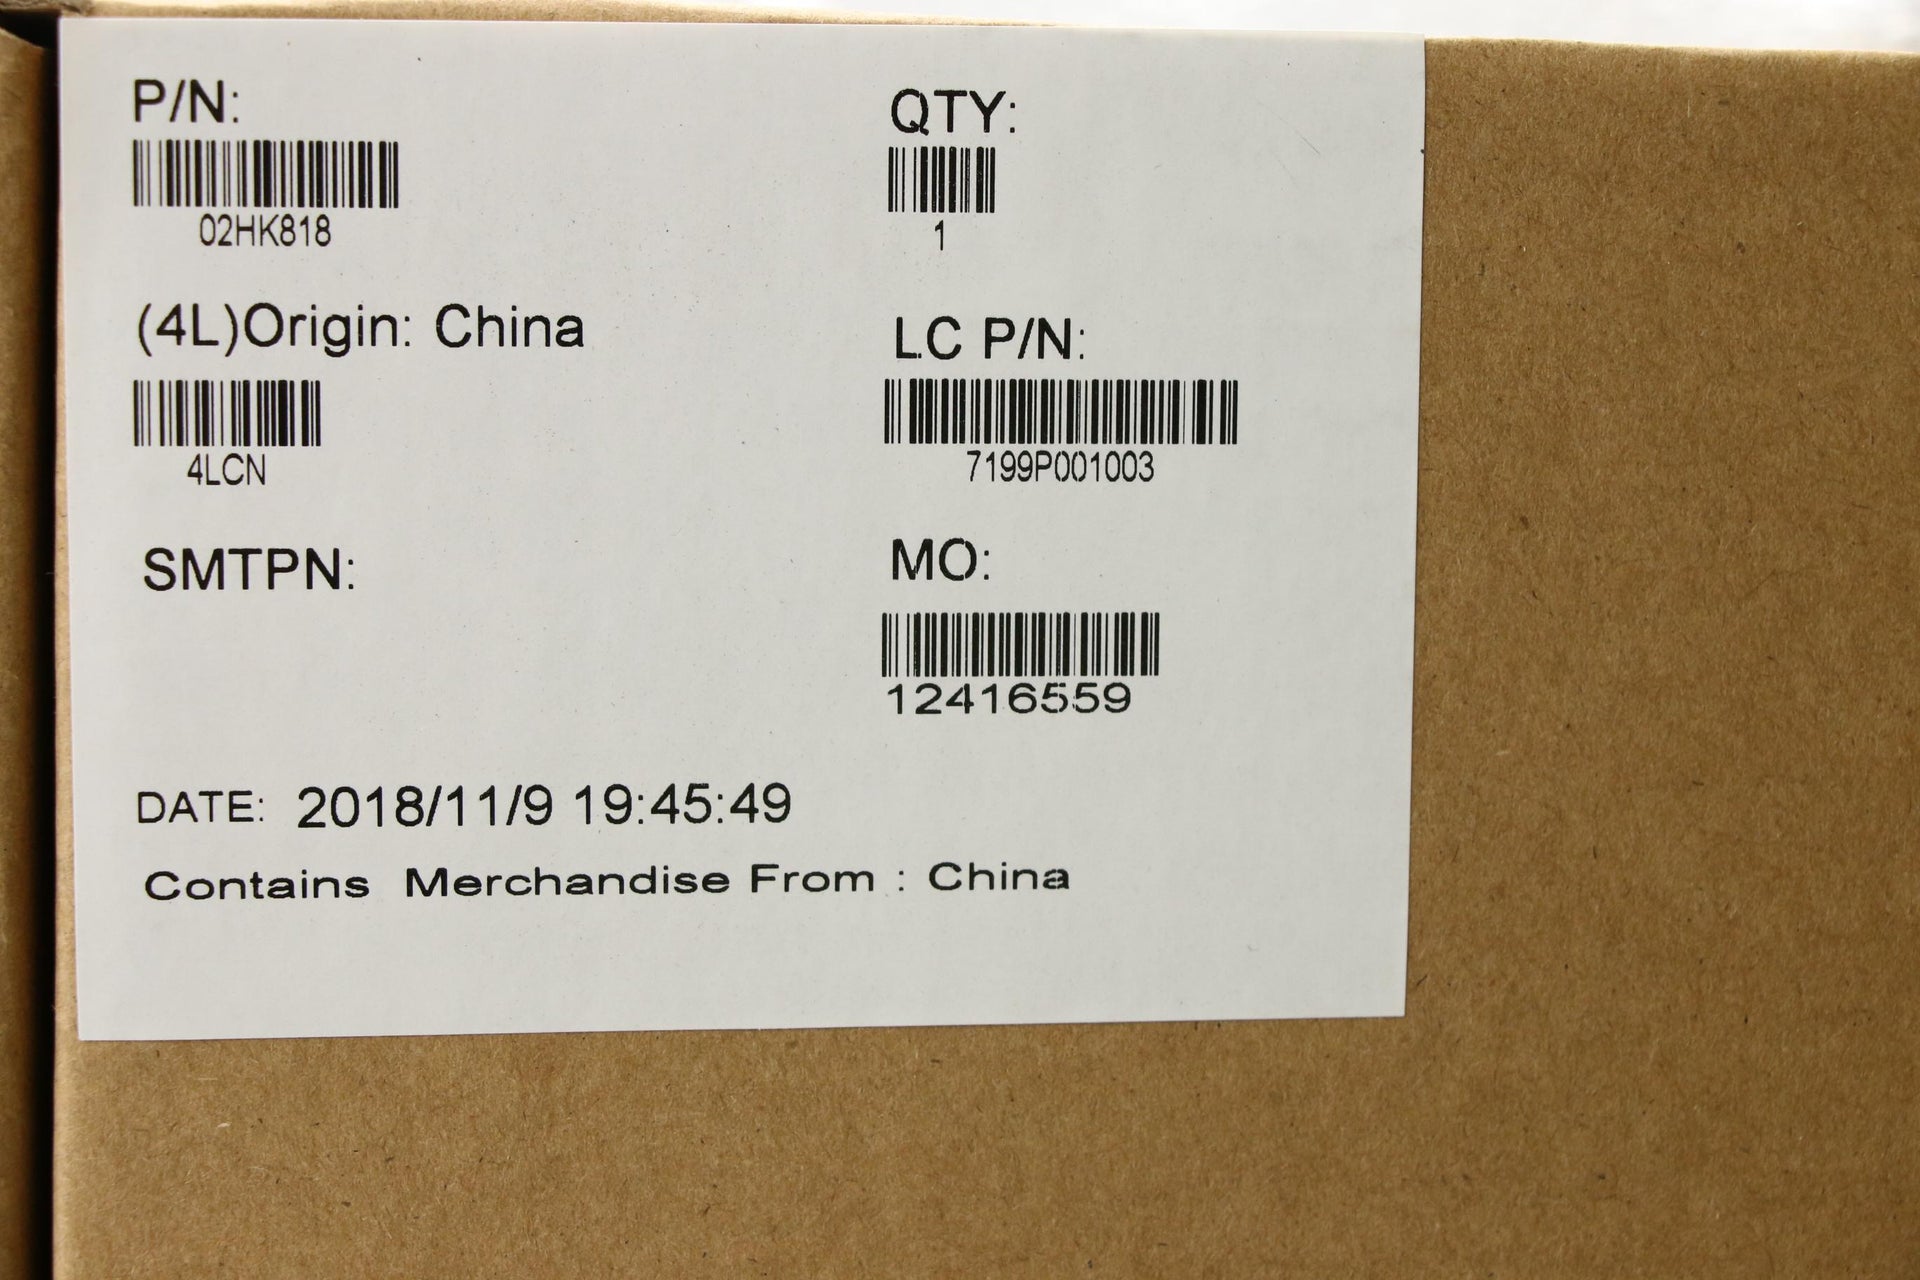 P/N:
02HK818
QTY:
1
(4L)Origin: China
4LCN
LC P/N:
7199P001003
SMTPN:
MO:
12416559
DATE: 2018/11/9 19:45:49
Contains Merchandise From : China